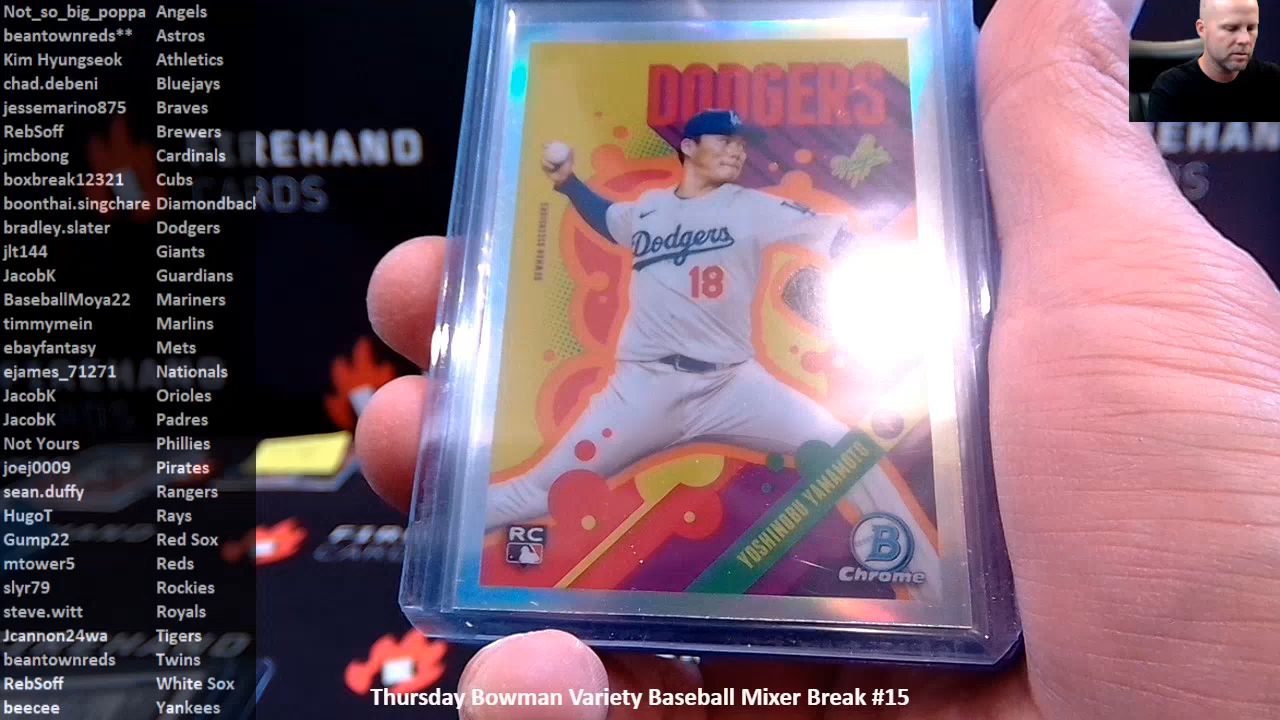 Not_so_big_poppa Angels
beantownreds** Astros
Kim Hyungseok Athletics
chad.debeni Bluejays
jessemarino875 Braves
RebSoff Brewers
jmcbong Cardinals
boxbreak12321 Cubs
boonthai.singchare Diamondback
bradley.slater Dodgers
jlt144 Giants
JacobK Guardians
BaseballMoya22 Mariners
timmymein Marlins
ebayfantasy Mets
ejames_71271 Nationals
JacobK Orioles
JacobK Padres
Not Yours Phillies
joej0009 Pirates
sean.duffy Rangers
HugoT Rays
Gump22 Red Sox
mtower5 Reds
slyr79 Rockies
steve.witt Royals
Jcannon24wa Tigers
beantownreds Twins
RebSoff White Sox
beecee Yankees
REHAND
CARDS
DODGERS
Dodgers
18
YOSHINOBU YAMAMOTO
RC
B
Chrome
Thursday Bowman Variety Baseball Mixer Break #15